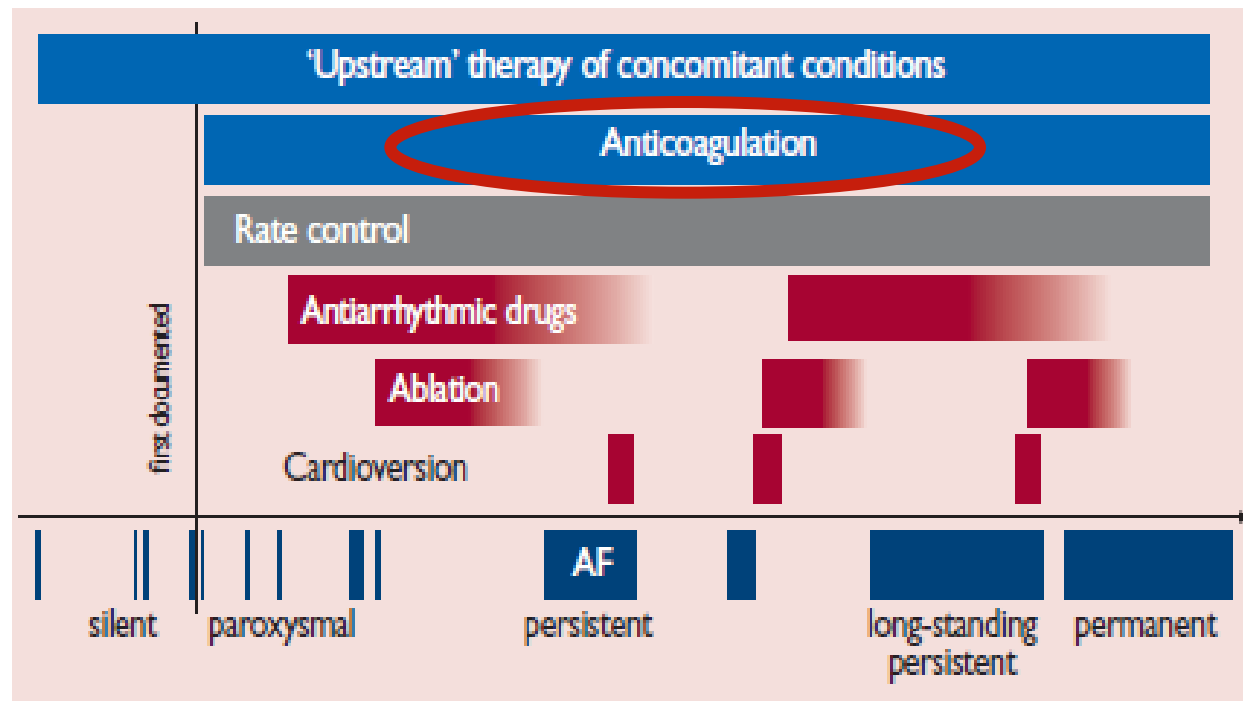 ‘Upstream’ therapy of concomitant conditions
Anticoagulation
Rate control
first documented
Antiarrhythmic drugs
Ablation
Cardioversion
AF
silent
paroxysmal
persistent
long-standing
persistent
permanent